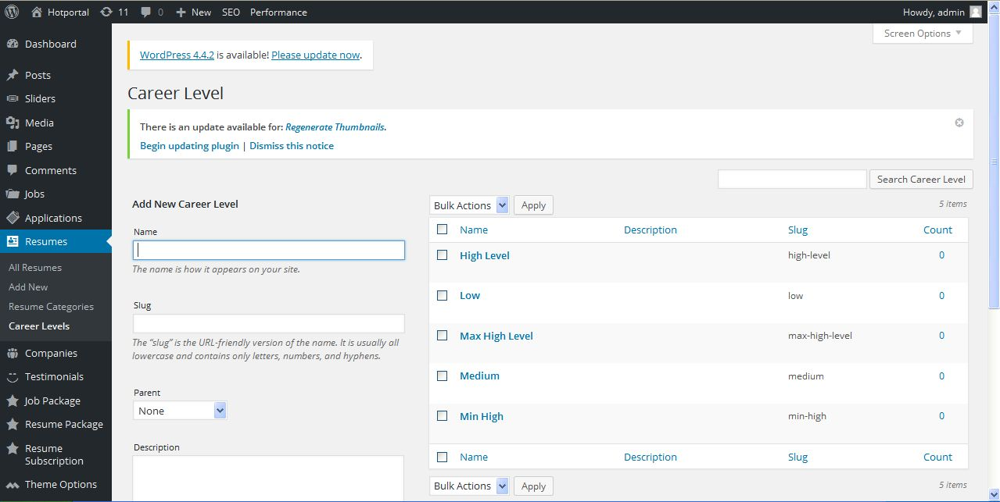 Hotportal 11 0 New SEO Performance Howdy, admin
Screen Options
Dashboard
Posts
Sliders
Media
Pages
Comments
Jobs
Applications
Resumes
All Resumes
Add New
Resume Categories
Career Levels
Companies
Testimonials
Job Package
Resume Package
Resume
Subscription
Theme Options
WordPress 4.4.2 is available! Please update now.
Career Level
There is an update available for: Regenerate Thumbnails.
Begin updating plugin | Dismiss this notice
Search Career Level
Add New Career Level
Name
The name is how it appears on your site.
Slug
The “slug” is the URL-friendly version of the name. It is usually all
lowercase and contains only letters, numbers, and hyphens.
Parent
None
Description
Bulk Actions Apply 5 items
Name Description Slug Count
High Level high-level 0
Low low 0
Max High Level max-high-level 0
Medium medium 0
Min High min-high 0
Name Description Slug Count
Bulk Actions Apply 5 items